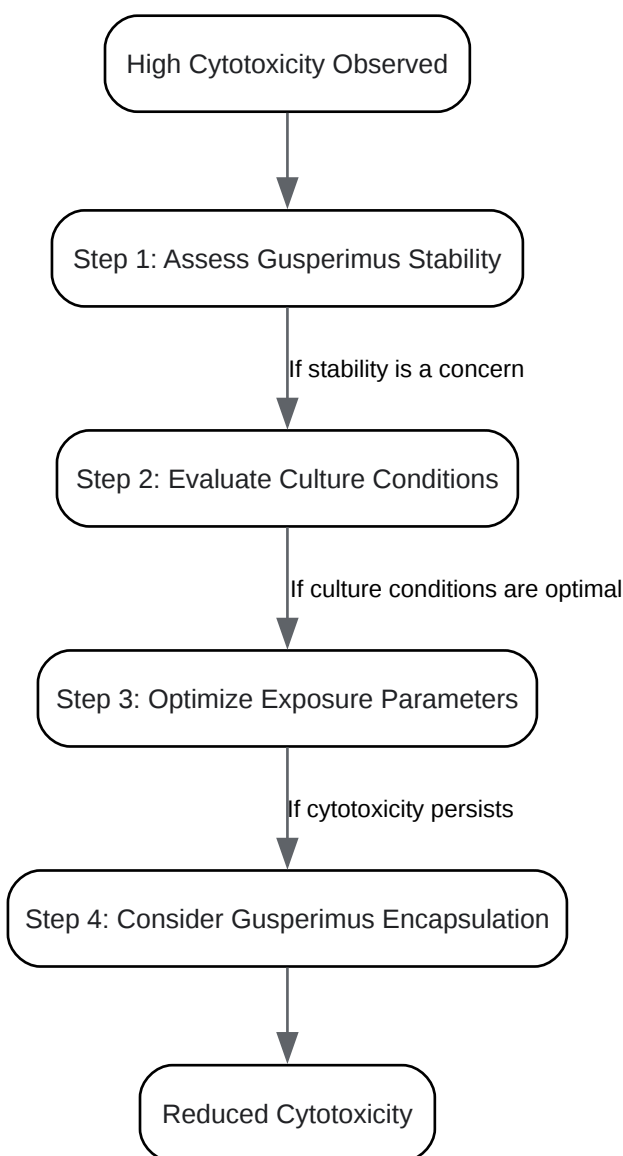 High Cytotoxicity Observed
Step 1: Assess Gusperimus Stability
If stability is a concern
Step 2: Evaluate Culture Conditions
If culture conditions are optimal
Step 3: Optimize Exposure Parameters
If cytotoxicity persists
Step 4: Consider Gusperimus Encapsulation
Reduced Cytotoxicity